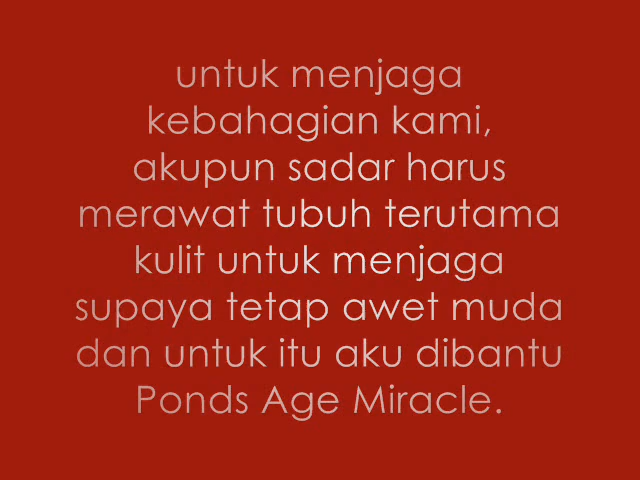 untuk menjaga
kebahagian kami,
akupun sadar harus
merawat tubuh terutama
kulit untuk menjaga
supaya tetap awet muda
dan untuk itu aku dibantu
Ponds Age Miracle.